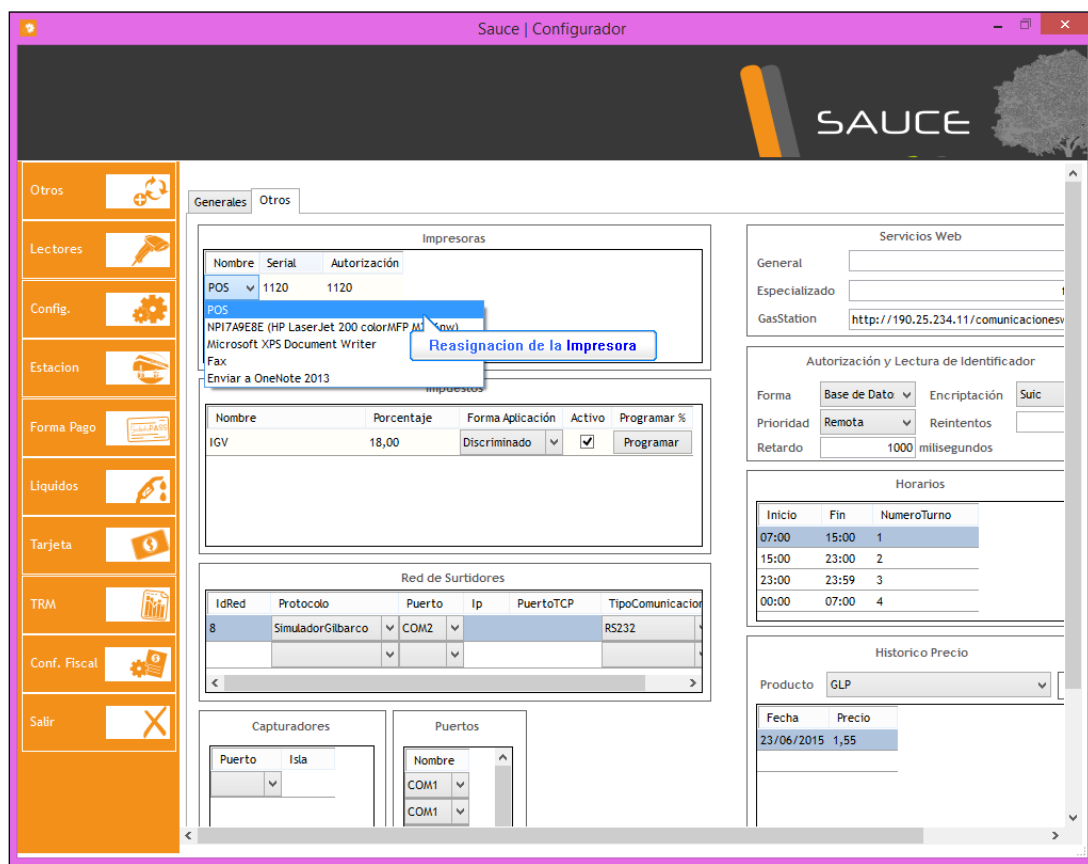 Sauce | Configurador
SAUCE
Otros
Lectores
Config.
Estacion
Forma Pago
Liquidos
Tarjeta
TRM
Conf. Fiscal
Salir
Generales Otros
Impresoras
Nombre Serial Autorización
POS 1120 1120
POS
NPI7A9E8E (HP LaserJet 200 colorMFP
Microsoft XPS Document Writer
Fax
Enviar a OneNote 2013
Reasignacion de la Impresora
Impuestos
Nombre Porcentaje Forma Aplicación Activo Programar %
IGV 18,00 Discriminado Programar
Red de Surtidores
IdRed Protocolo Puerto Ip PuertoTCP TipoComunicacion
8 SimuladorGilbarco COM2 RS232
Capturadores
Puerto Isla
Puertos
Nombre
COM1
COM1
Servicios Web
General
Especializado
GasStation http://190.25.234.11/comunicacionesv
Autorización y Lectura de Identificador
Forma Base de Dato Encriptación Suic
Prioridad Remota Reintentos
Retardo 1000 milisegundos
Horarios
Inicio Fin NumeroTurno
07:00 15:00 1
15:00 23:00 2
23:00 23:59 3
00:00 07:00 4
Historico Precio
Producto GLP
Fecha Precio
23/06/2015 1,55